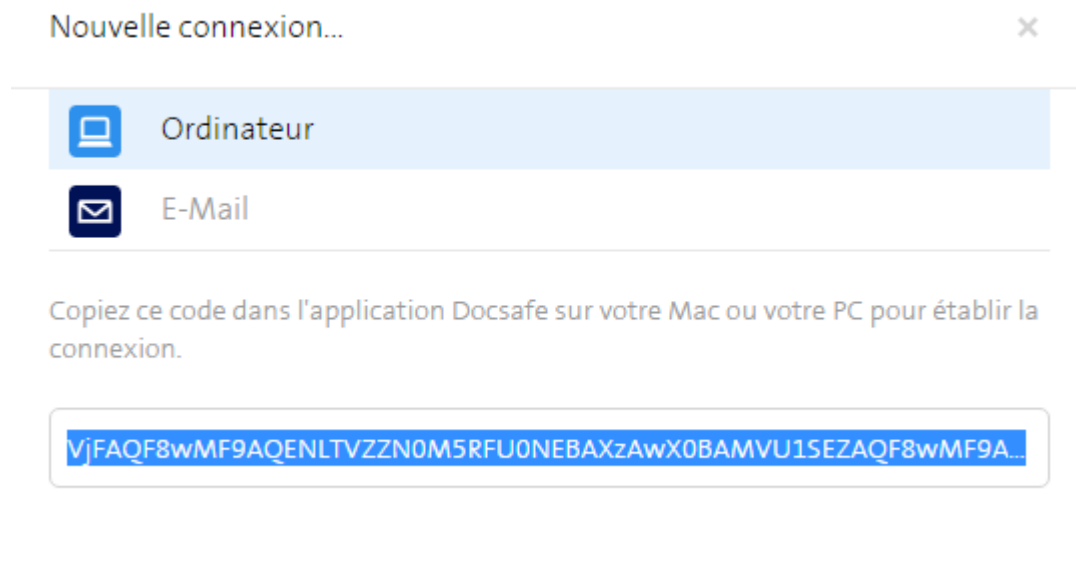 Nouvelle connexion...
×
Ordinateur
E-Mail
Copiez ce code dans l'application Docsafe sur votre Mac ou votre PC pour établir la
connexion.
VjFAQF8wMF9AQENLTVZZN0M5RFU0NEBAXzAwX0BAMVU1SEZAQF8wMF9A...